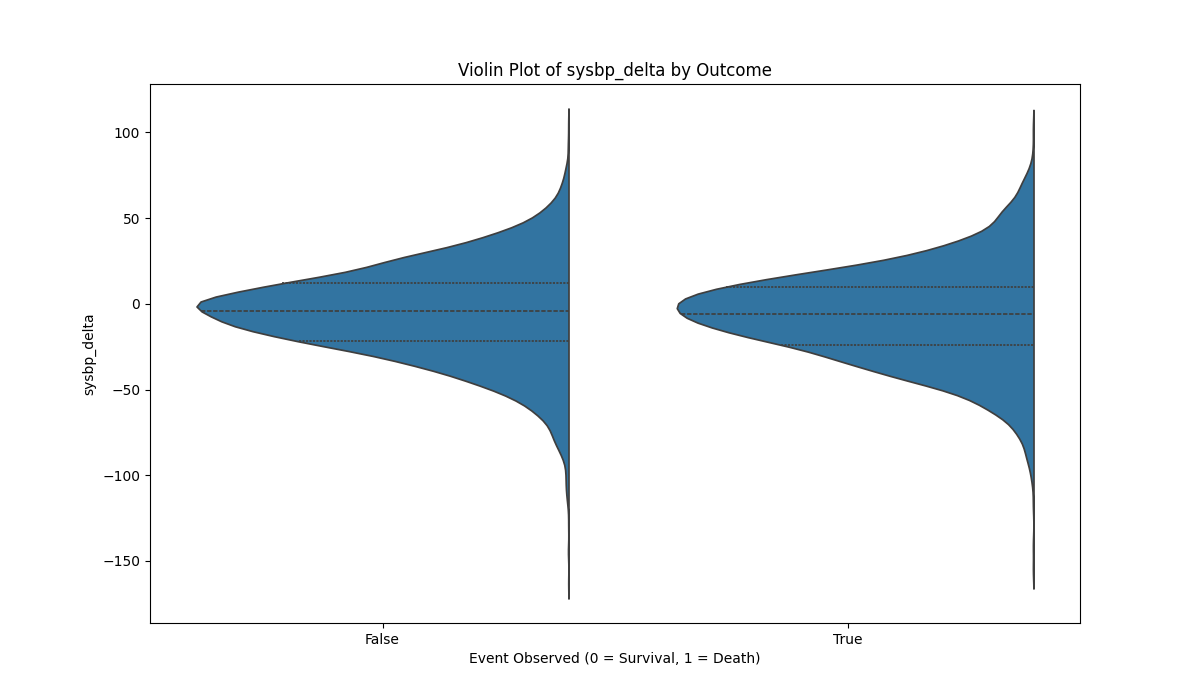 Violin Plot of sysbp_delta by Outcome
100
50
0
−50
−100
−150
sysbp_delta
False
True
Event Observed (0 = Survival, 1 = Death)